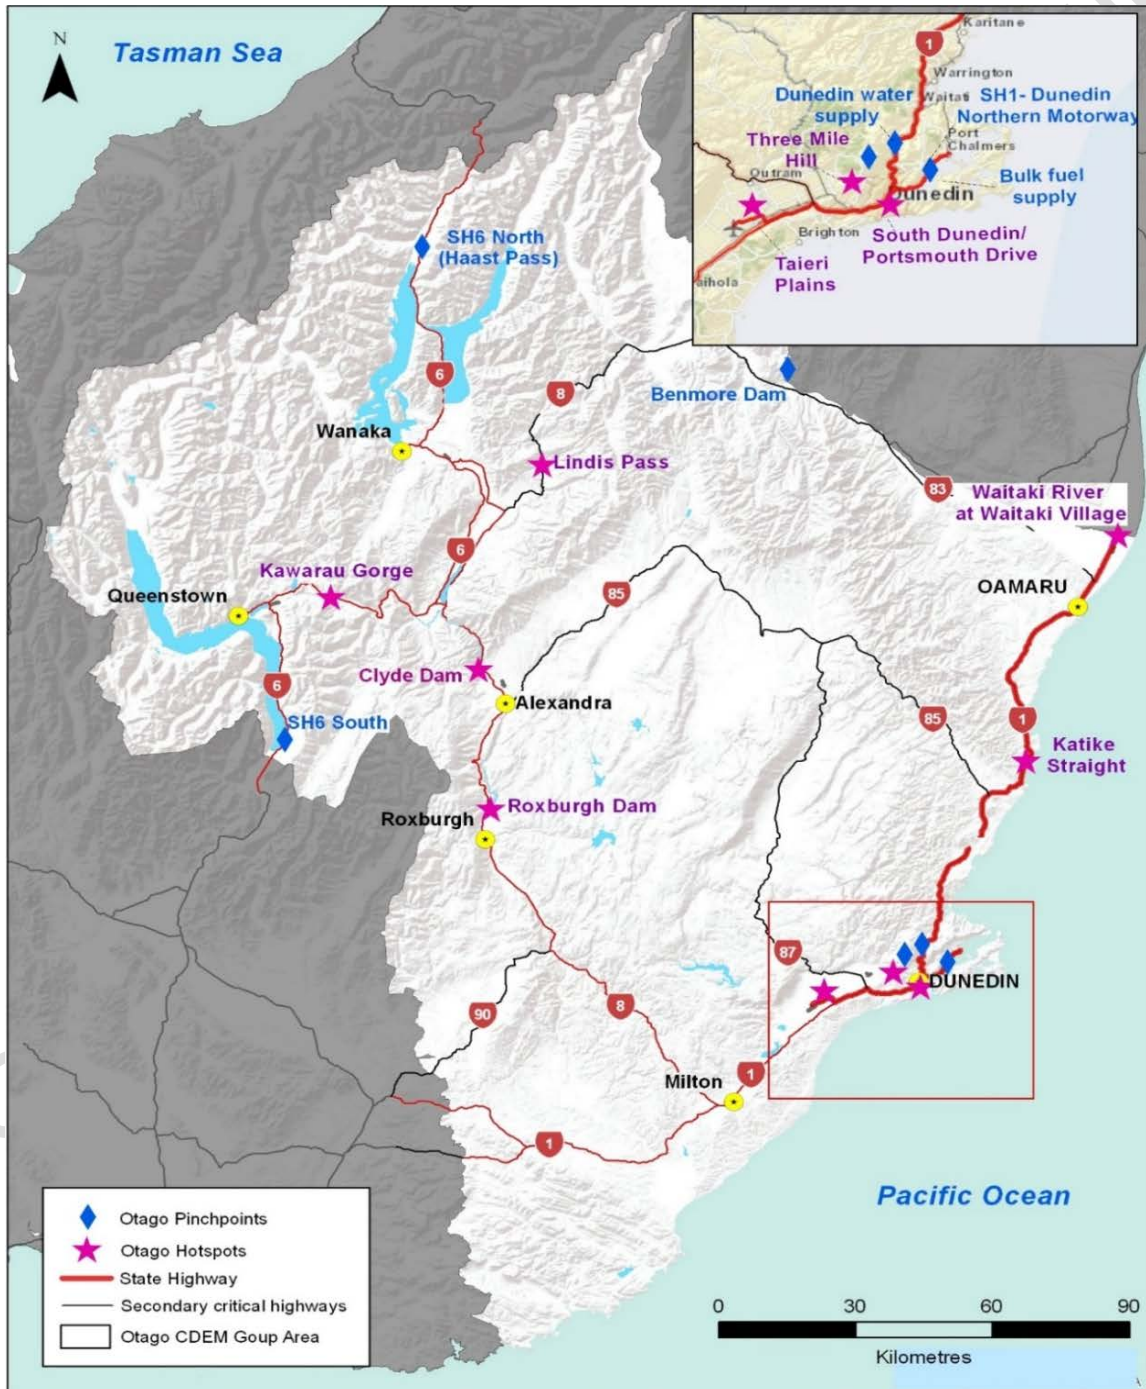 N
Tasman Sea
Karitane
1
Warrington
Dunedin water
supply
Waitati
SH1- Dunedin
Northern Motorway
Port
Chalmers
Three Mile
Hill
Outram
Bulk fuel
supply
Dunedin
Brighton
South Dunedin/
Portsmouth Drive
Taieri
Plains
aihola
SH6 North
(Haast Pass)
6
8
Benmore Dam
Wanaka
Lindis Pass
83
Waitaki River
at Waitaki Village
6
Kawarau Gorge
Queenstown
85
OAMARU
Clyde Dam
6
Alexandra
SH6 South
85
1
Katike
Straight
Roxburgh Dam
Roxburgh
87
DUNEDIN
90
8
Milton
1
1
Pacific Ocean
Otago Pinchpoints
Otago Hotspots
State Highway
Secondary critical highways
Otago CDEM Goup Area
0 30 60 90
Kilometres